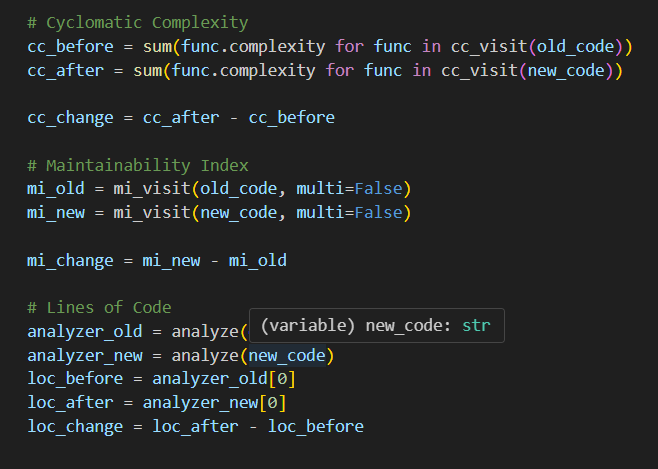 # Cyclomatic Complexity
cc_before = sum(func.complexity for func in cc_visit(old_code))
cc_after = sum(func.complexity for func in cc_visit(new_code))
cc_change = cc_after - cc_before
# Maintainability Index
mi_old = mi_visit(old_code, multi=False)
mi_new = mi_visit(new_code, multi=False)
mi_change = mi_new - mi_old
# Lines of Code
analyzer_old = analyze(
(variable) new_code: str
analyzer_new = analyze(new_code)
loc_before = analyzer_old[0]
loc_after = analyzer_new[0]
loc_change = loc_after - loc_before